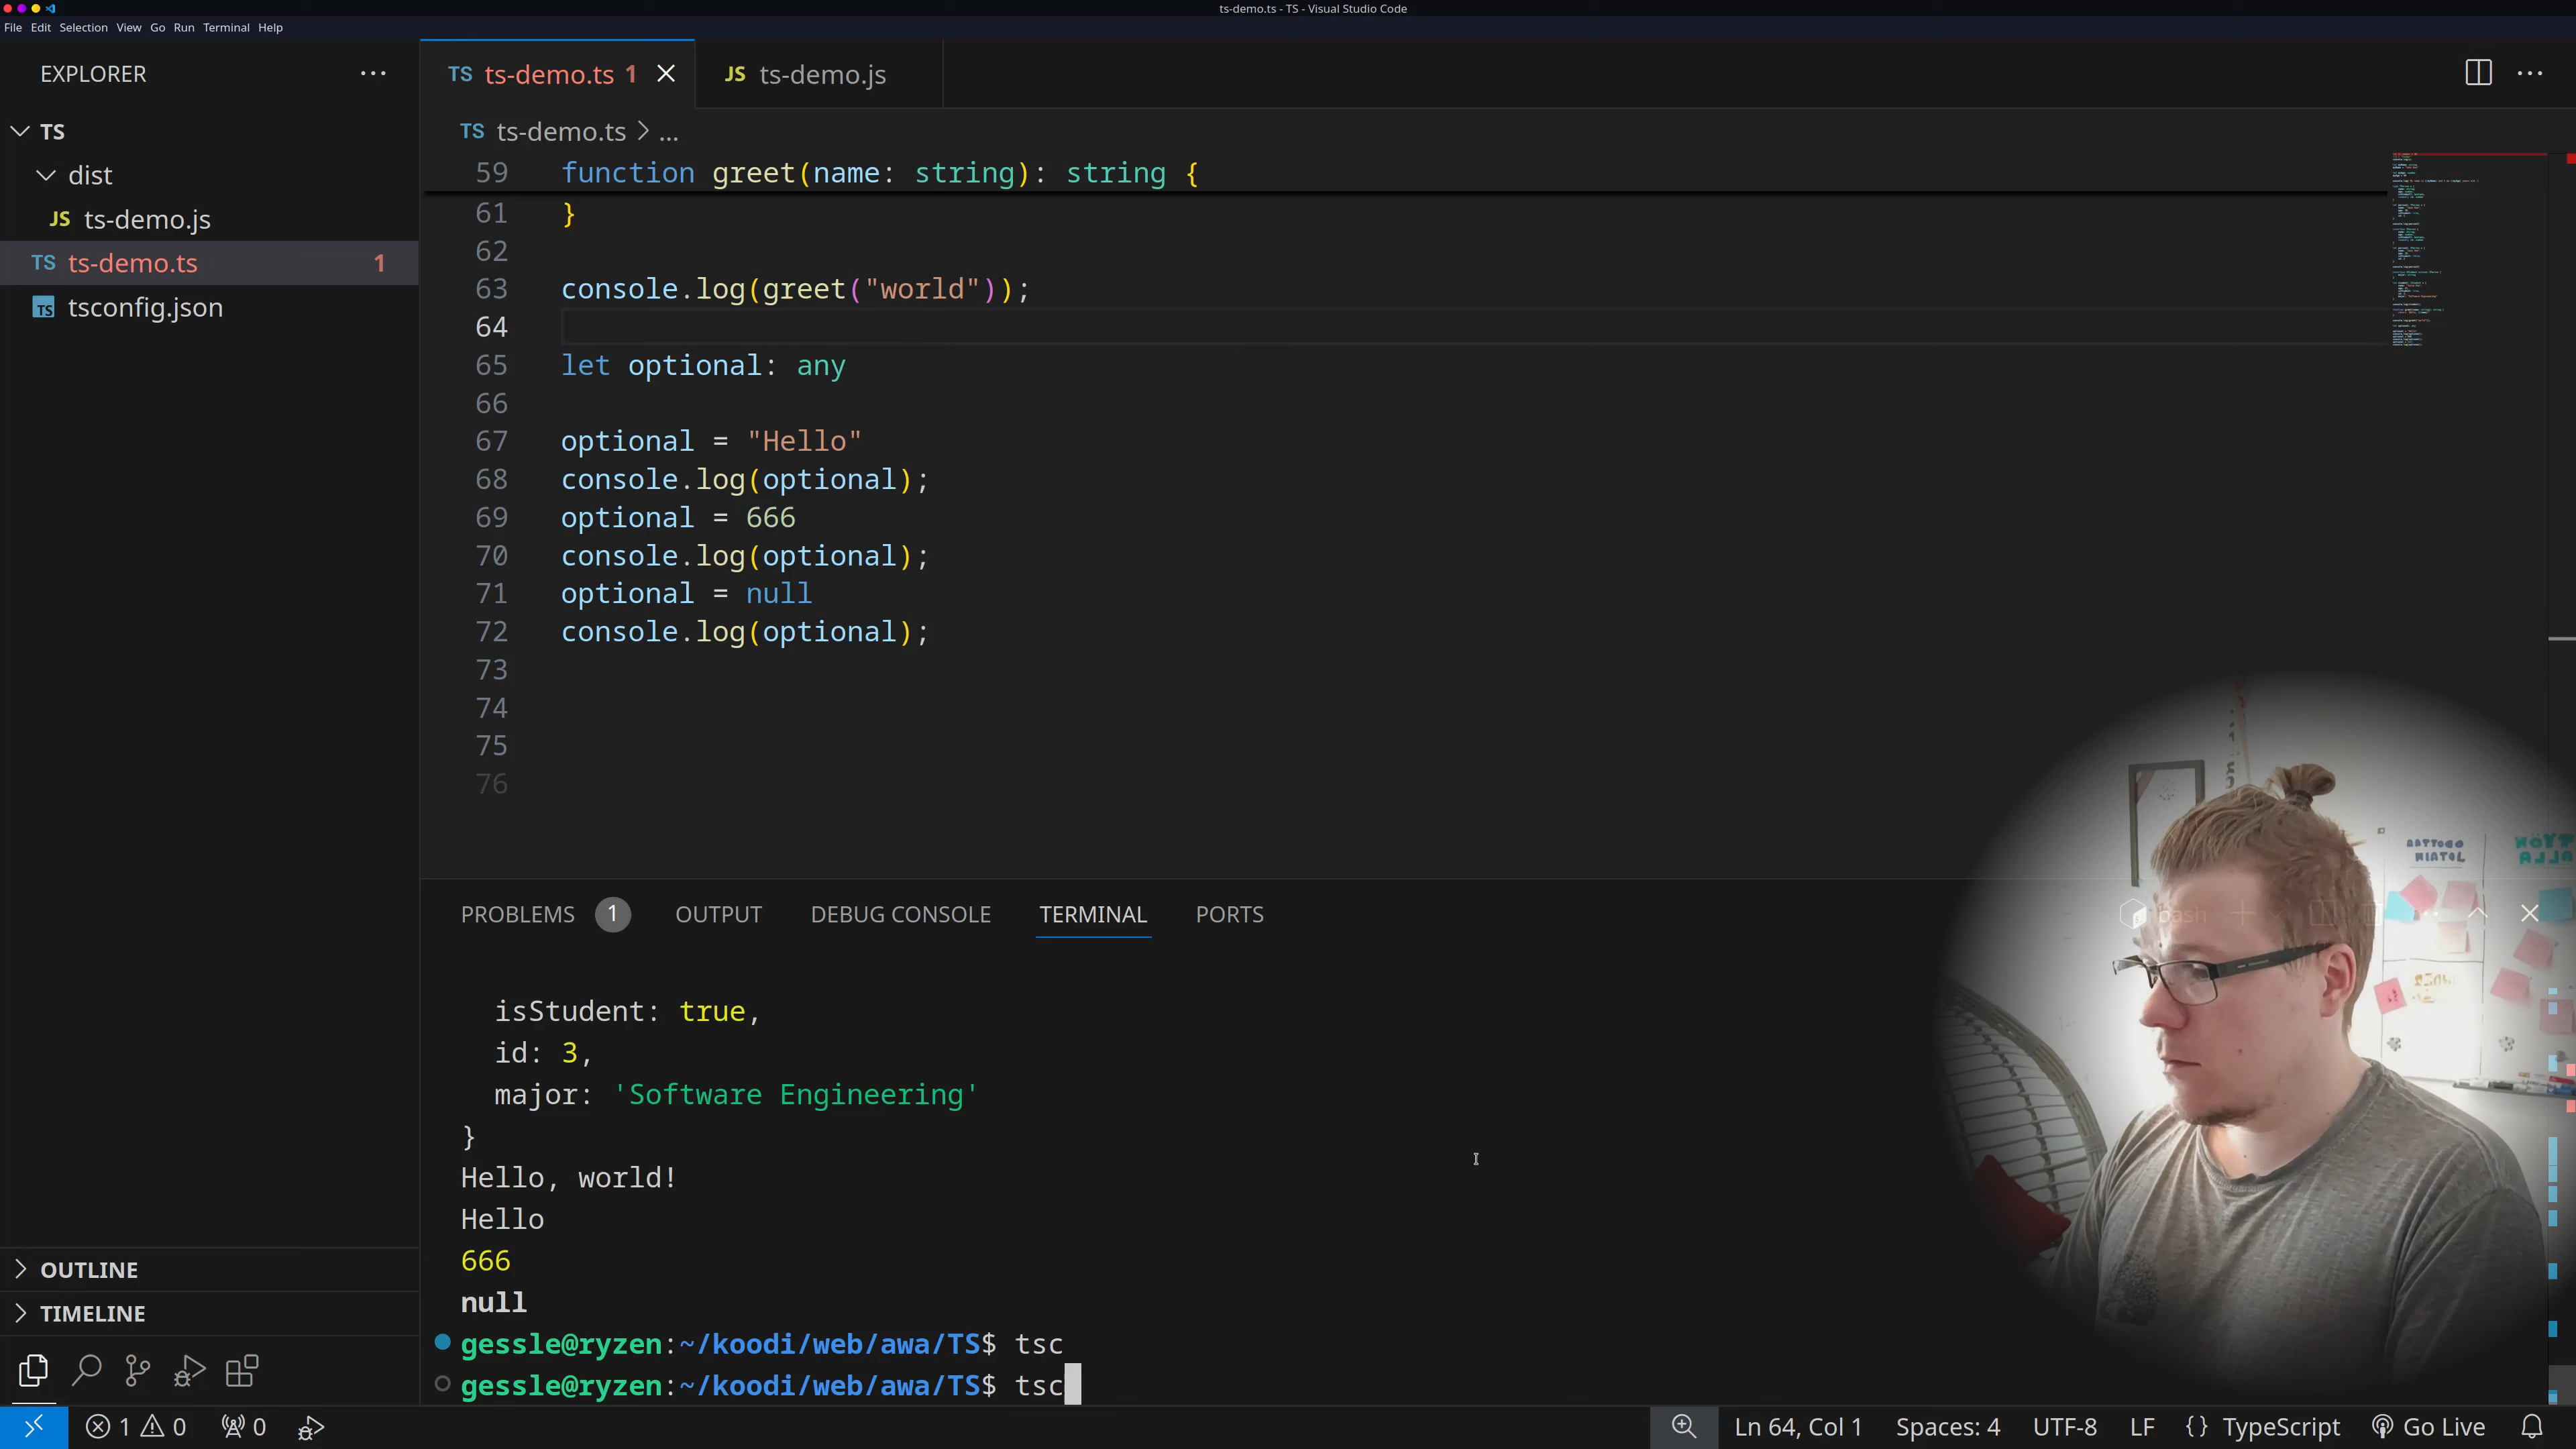 ts-demo.ts - TS - Visual Studio Code
File Edit Selection View Go Run Terminal Help
EXPLORER
TS
dist
JS ts-demo.js
TS ts-demo.ts 1
TS tsconfig.json
OUTLINE
TIMELINE
TS ts-demo.ts 1
JS ts-demo.js
TS ts-demo.ts > ...
59 function greet(name: string): string {
61 }
62
63 console.log(greet("world"));
64
65 let optional: any
66
67 optional = "Hello"
68 console.log(optional);
69 optional = 666
70 console.log(optional);
71 optional = null
72 console.log(optional);
73
74
75
76
PROBLEMS 1 OUTPUT DEBUG CONSOLE TERMINAL PORTS
bash
isStudent: true,
id: 3,
major: 'Software Engineering'
}
Hello, world!
Hello
666
null
gessle@ryzen:~/koodi/web/awa/TS$ tsc
gessle@ryzen:~/koodi/web/awa/TS$ tsc
1 0 0
Ln 64, Col 1 Spaces: 4 UTF-8 LF {} TypeScript Go Live